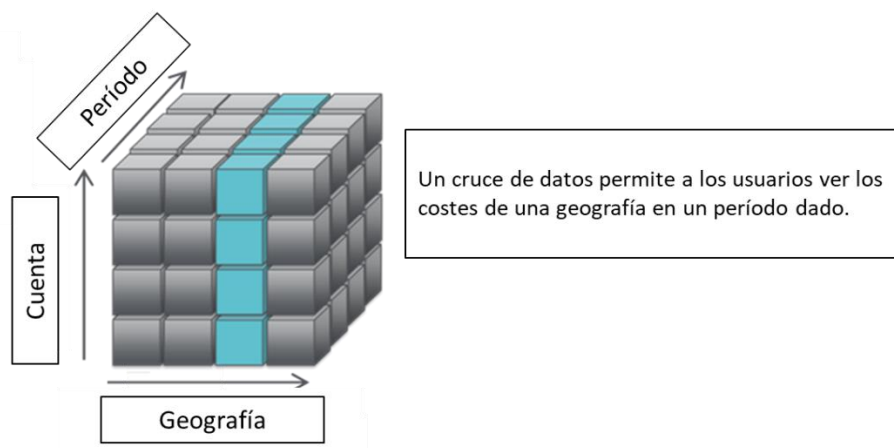 Período
Cuenta
Un cruce de datos permite a los usuarios ver los
costes de una geografía en un período dado.
Geografía